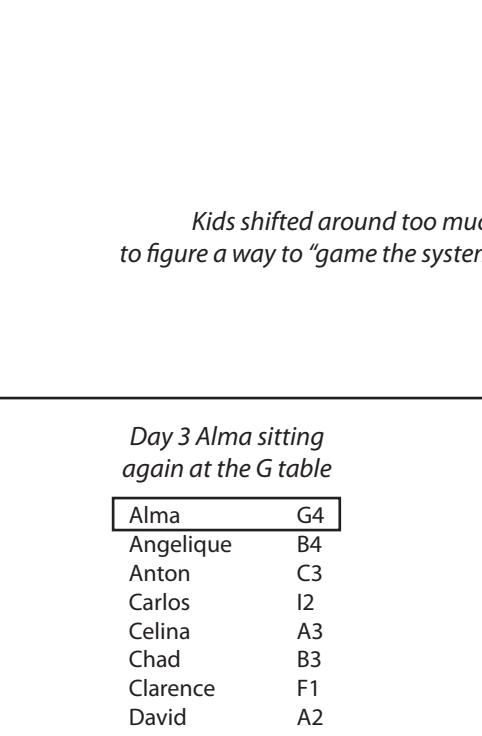 Kids shifted around too muc
to figure a way to “game the system
Day 3 Alma sitting
again at the G table
Alma G4
Angelique B4
Anton C3
Carlos I2
Celina A3
Chad B3
Clarence F1
David A2